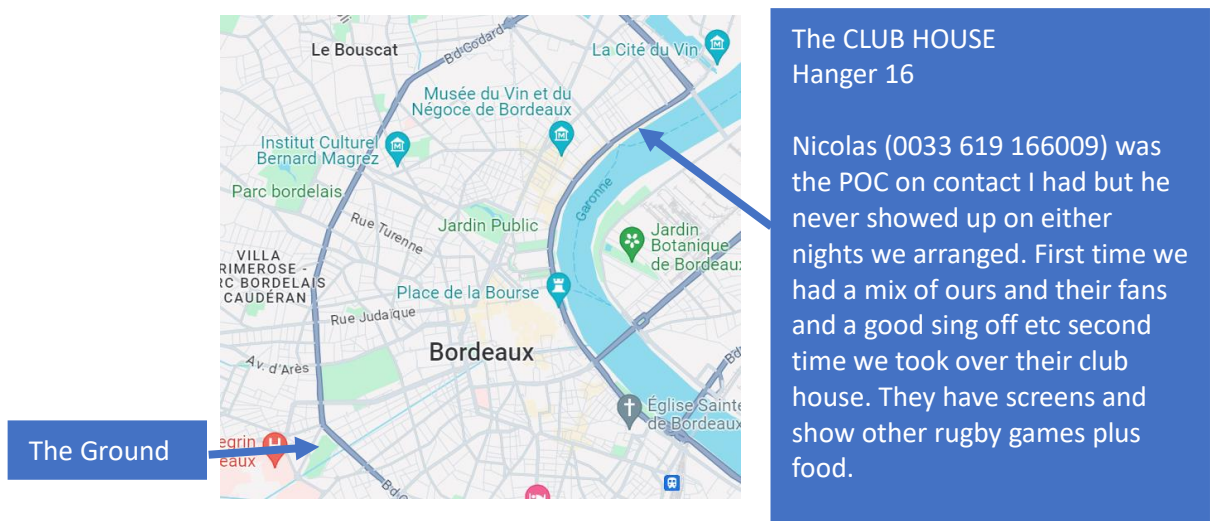 Le Bouscat
Bd Godard
La Cité du Vin
Musée du Vin et du
Négoce de Bordeaux
Institut Culturel
Bernard Magrez
Parc bordelais
Rue Turenne
Jardin Public
Garonne
Jardin
Botanique
de Bordeau
VILLA
RIMEROSE -
RC BORDELAIS
CAUDÉRAN
Place de la Bourse
Rue Judaïque
Bordeaux
Av. d'Arès
Église Sainte
de Bordeaux
egrin
eaux
H
Bd
The Ground
The CLUB HOUSE
Hanger 16
Nicolas (0033 619 166009) was
the POC on contact I had but he
never showed up on either
nights we arranged. First time we
had a mix of ours and their fans
and a good sing off etc second
time we took over their club
house. They have screens and
show other rugby games plus
food.